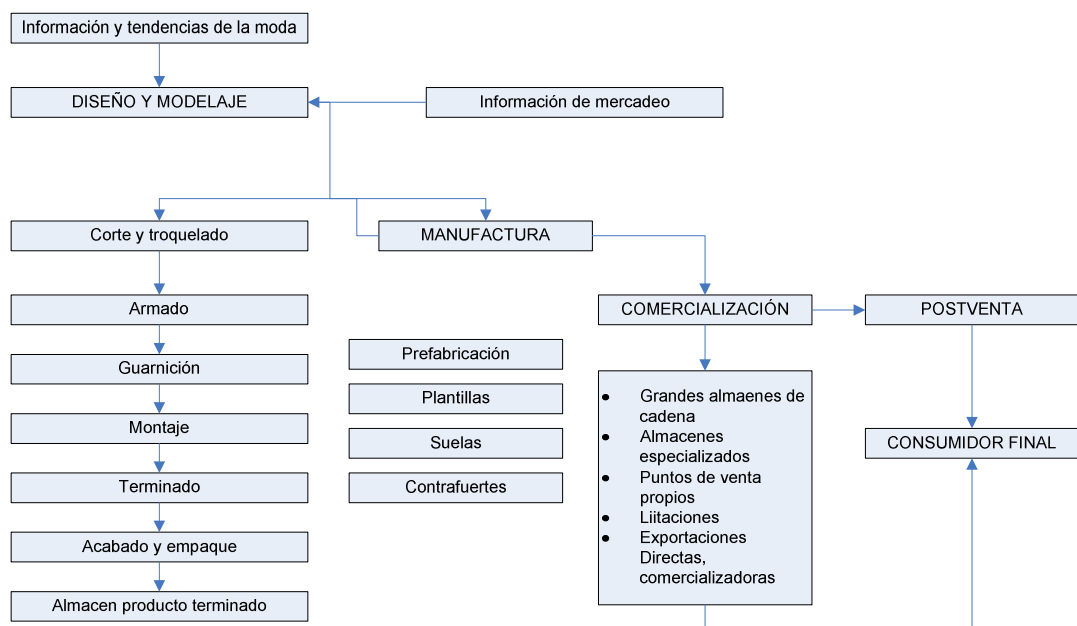 Información y tendencias de la moda
DISEÑO Y MODELAJE
Información de mercadeo
Corte y troquelado
MANUFACTURA
Armado
COMERCIALIZACIÓN
POSTVENTA
Prefabricación
Guarnición
Plantillas
Montaje
Suelas
Terminado
Contrafuertes
Acabado y empaque
Almacen producto terminado
Grandes almaenes de
cadena
Almacenes
especializados
Puntos de venta
propios
Liitaciones
Exportaciones
Directas,
comercializadoras
CONSUMIDOR FINAL